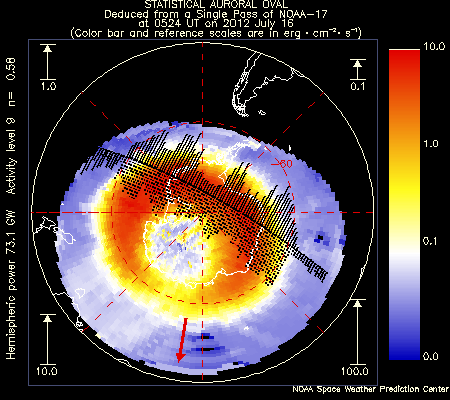 STATISTICAL AURORAL OVAL
Deduced from a Single Pass of NOAA-17
at 0524 UT on 2012 July 16
(Color bar and reference scales are in erg · cm⁻² · s⁻¹)
Hemispheric power 73.1 GW Activity level 9 n= 0.58
1.0
0.1
-60
10.0
100.0
10.0
1.0
0.1
0.0
NOAA Space Weather Prediction Center